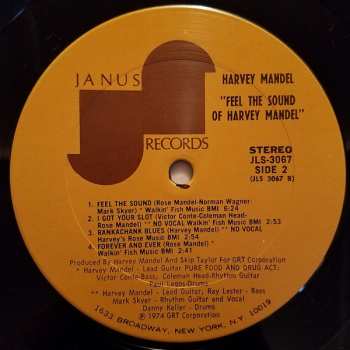 JANUS
RECORDS
HARVEY MANDEL
"FEEL THE SOUND
OF HARVEY MANDEL"
STEREO
JLS-3067
SIDE 2
(JLS 3067 B)
1. FEEL THE SOUND (Rose Mandel-Norman Wagner-
Mark Skyer) * Walkin' Fish Music BMI 6:24
2. I GOT YOUR SLOT (Victor Conte-Coleman Head-
Rose Mandel) ** NO VOCAL Walkin' Fish Music BMI 2:53
3. RANKACHANK BLUES (Harvey Mandel) ** NO VOCAL
Harvey's Rose Music BMI 2:54
4. FOREVER AND EVER (Rose Mandel) *
Walkin' Fish Music BMI 4:41
Produced By Harvey Mandel And Skip Taylor For GRT Corporation
* Harvey Mandel - Lead Guitar PURE FOOD AND DRUG ACT:
Victor Conte-Bass, Coleman Head-Rhythm Guitar,
Paul Lagos-Drums
** Harvey Mandel - Lead Guitar, Ray Lester - Bass
Mark Skyer - Rhythm Guitar and Vocal
Danny Keller - Drums
℗ 1974 GRT Corporation
1633 BROADWAY, NEW YORK, N.Y. 10019